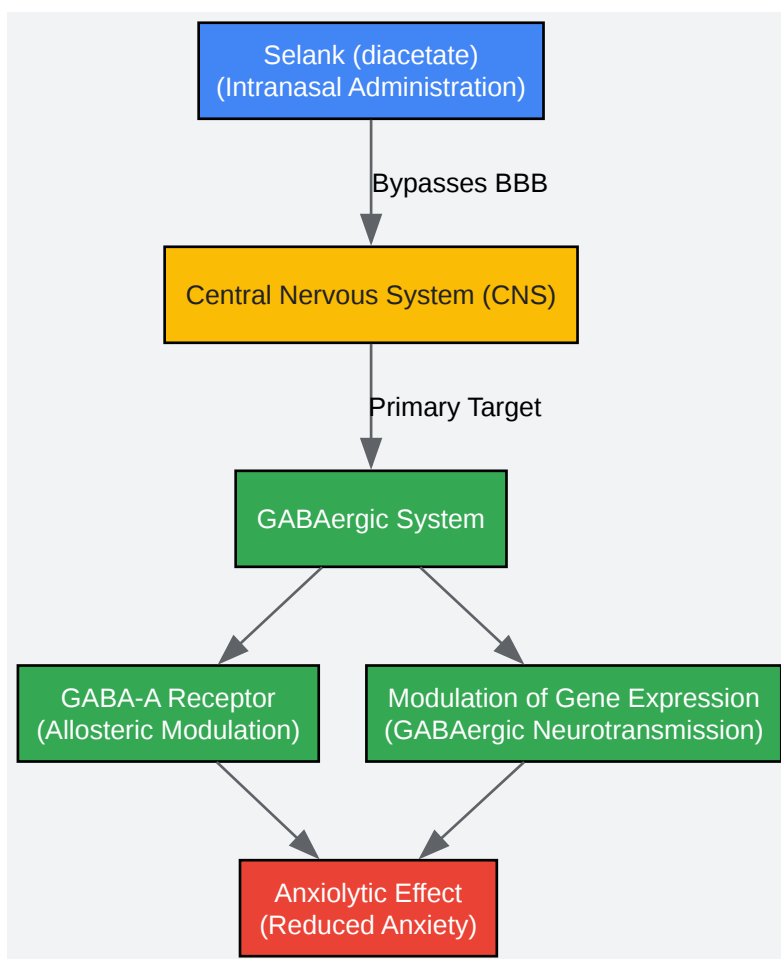 Selank (diacetate)
(Intranasal Administration)
Bypasses BBB
Central Nervous System (CNS)
Primary Target
GABAergic System
GABA-A Receptor
(Allosteric Modulation)
Modulation of Gene Expression
(GABAergic Neurotransmission)
Anxiolytic Effect
(Reduced Anxiety)